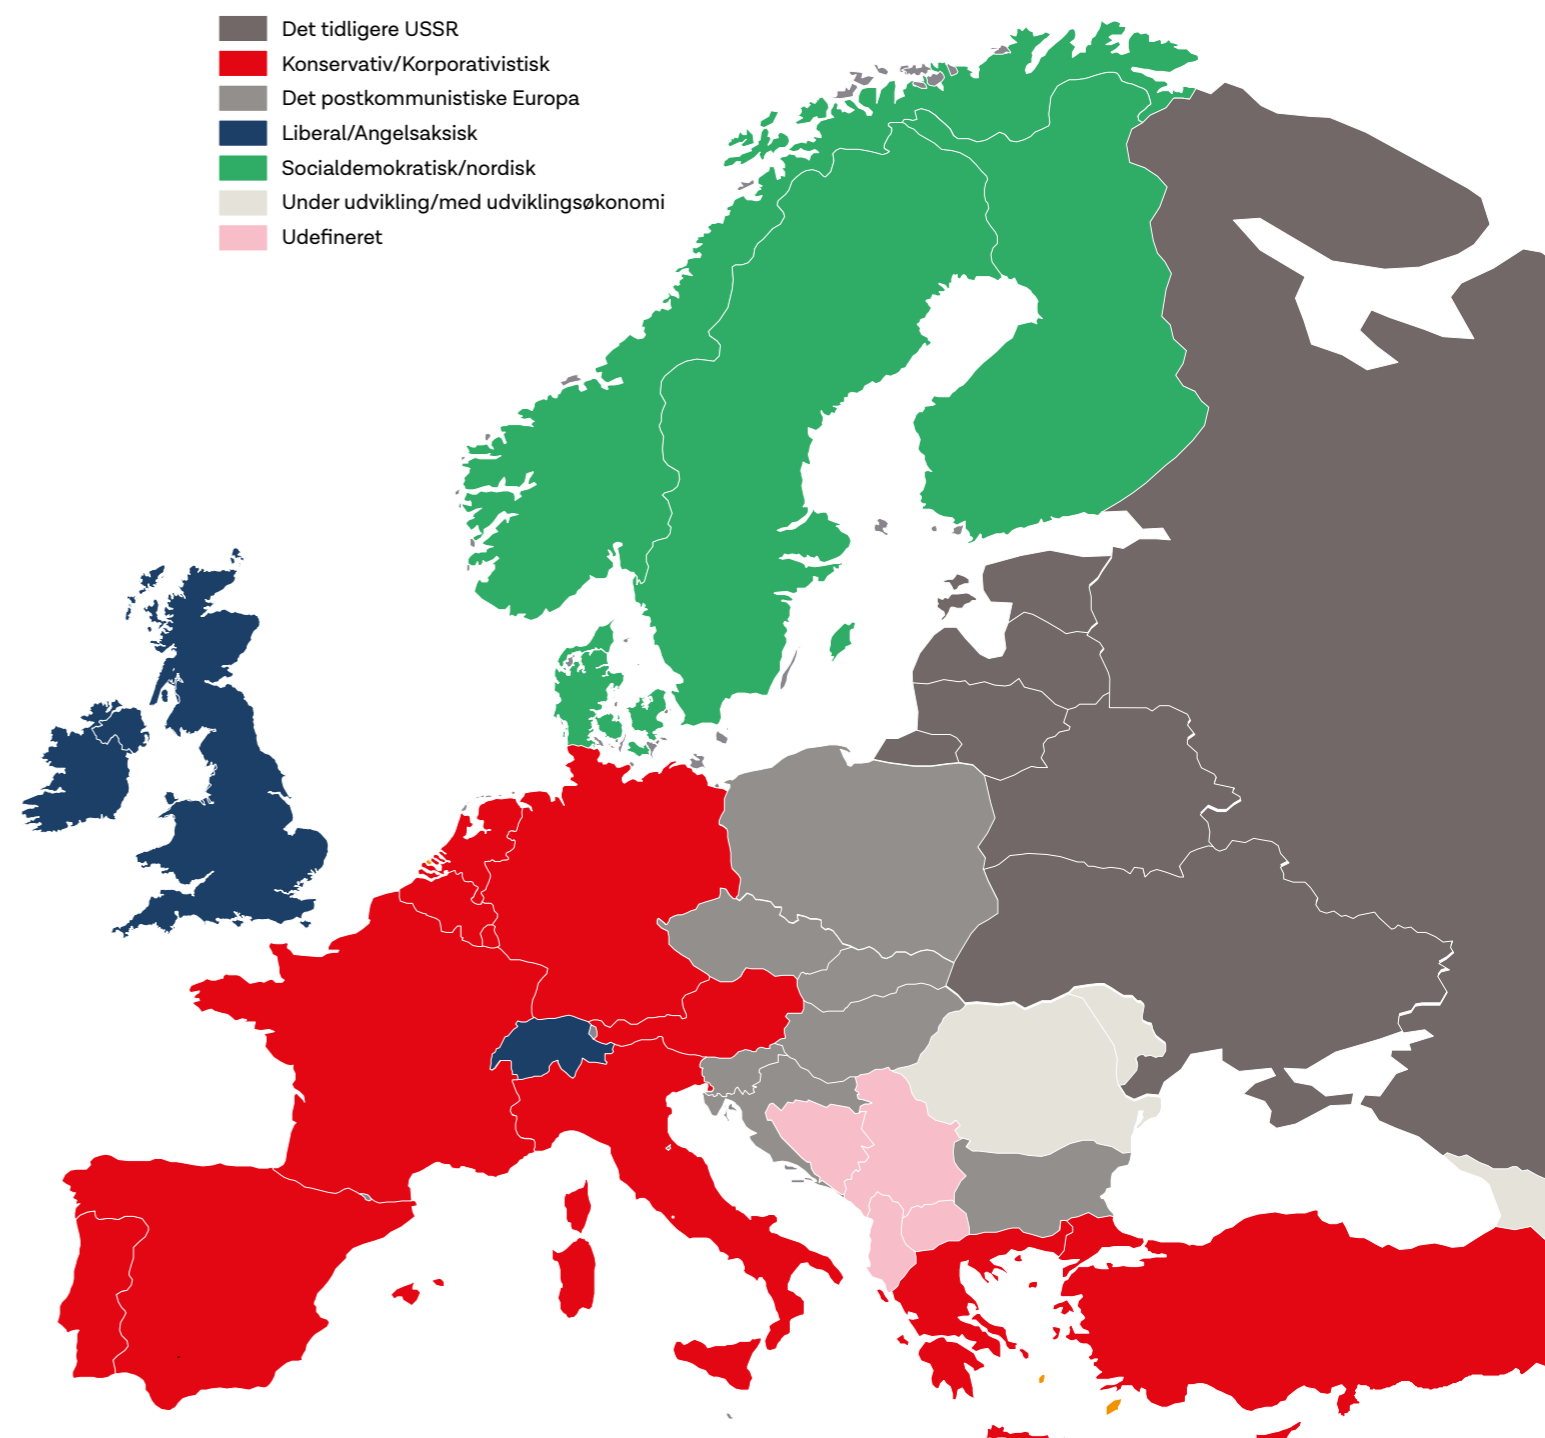 Det tidligere USSR
Konservativ/Korporativistisk
Det postkommunistiske Europa
Liberal/Angelsaksisk
Socialdemokratisk/nordisk
Under udvikling/med udviklingsøkonomi
Udefineret